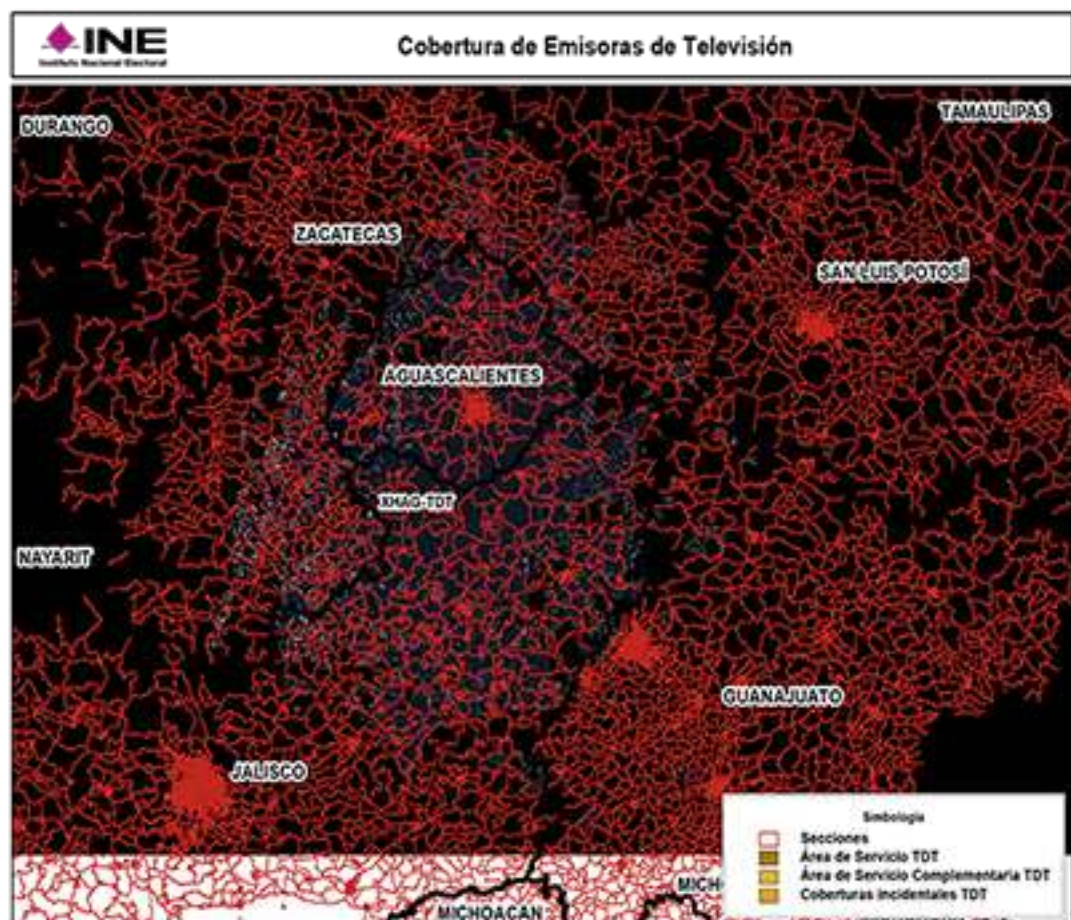 INE
Instituto Nacional Electoral
Cobertura de Emisoras de Televisión
DURANGO
TAMAULIPAS
ZACATECAS
SAN LUIS POTOSÍ
AGUASCALIENTES
XHAG-TDT
NAYARIT
GUANAJUATO
JALISCO
Simbología
Secciones
Área de Servicio TDT
Área de Servicio Complementaria TDT
Coberturas incidentales TDT
MICHOACÁN